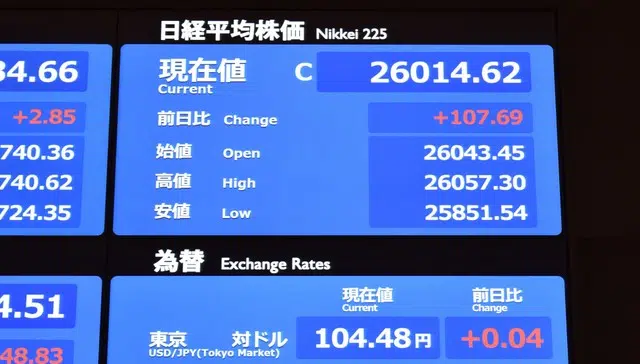 日経平均株価 Nikkei 225
34.66
+2.85
740.36
740.62
724.35
現在値 C 26014.62
Current
前日比 Change +107.69
始値 Open 26043.45
高値 High 26057.30
安値 Low 25851.54
為替 Exchange Rates
4.51
48.83
現在値 前日比
Current Change
東京 対ドル 104.48円 +0.04
USD/JPY(Tokyo Market)